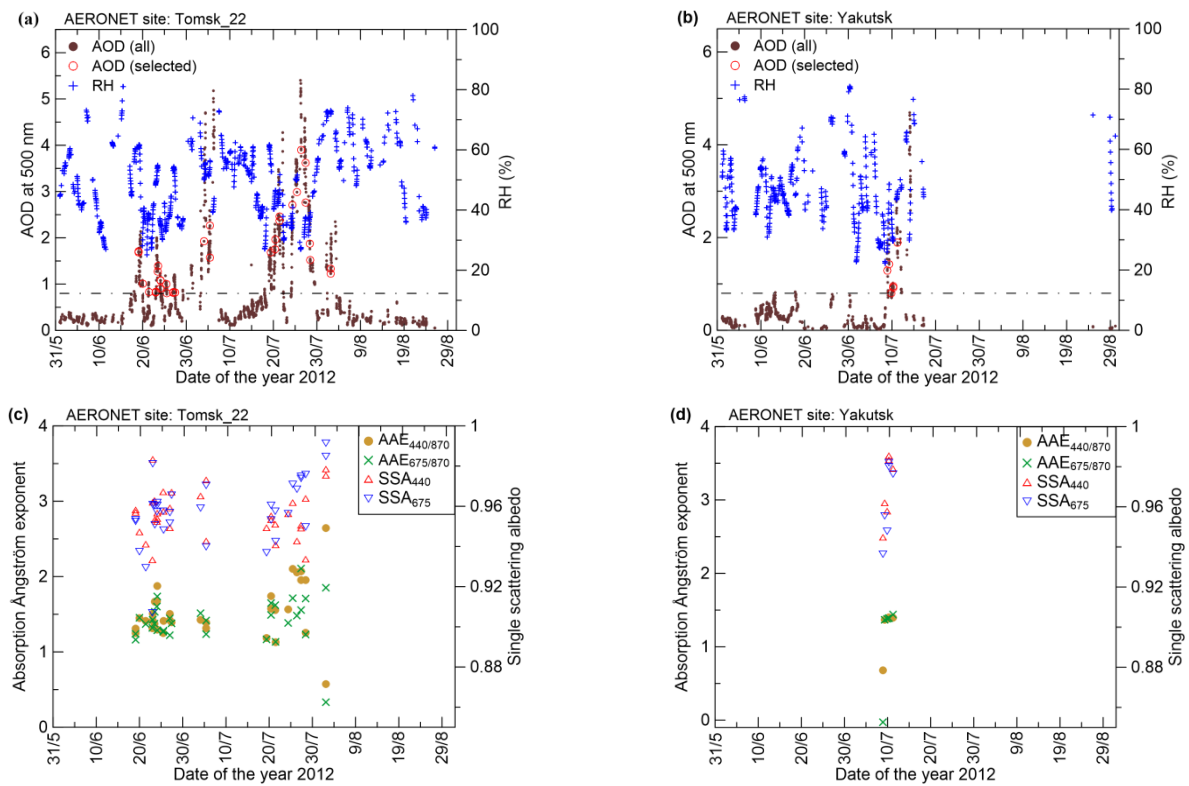 (a) AERONET site: Tomsk_22
AOD (all)
AOD (selected)
RH
6
5
4
3
2
1
0
AOD at 500 nm
100
80
60
40
20
0
RH (%)
31/5 10/6 20/6 30/6 10/7 20/7 30/7 9/8 19/8 29/8
Date of the year 2012
(b) AERONET site: Yakutsk
AOD (all)
AOD (selected)
RH
6
4
2
0
AOD at 500 nm
100
80
60
40
20
0
RH (%)
31/5 10/6 20/6 30/6 10/7 20/7 30/7 9/8 19/8 29/8
Date of the year 2012
(c) AERONET site: Tomsk_22
AAE440/870
AAE675/870
SSA440
SSA675
4
3
2
1
0
Absorption Ångström exponent
1
0.96
0.92
0.88
Single scattering albedo
31/5 10/6 20/6 30/6 10/7 20/7 30/7 9/8 19/8 29/8
Date of the year 2012
(d) AERONET site: Yakutsk
AAE440/870
AAE675/870
SSA440
SSA675
4
3
2
1
0
Absorption Ångström exponent
1
0.96
0.92
0.88
Single scattering albedo
31/5 10/6 20/6 30/6 10/7 20/7 30/7 9/8 19/8 29/8
Date of the year 2012